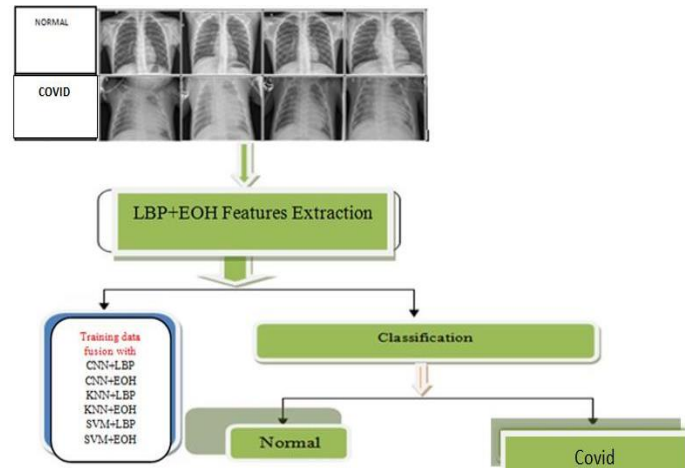 NORMAL
COVID
LBP+EOH Features Extraction
Training data
fusion with
CNN+LBP
CNN+EOH
KNN+LBP
KNN+EOH
SVM+LBP
SVM+EOH
Classification
Normal
Covid